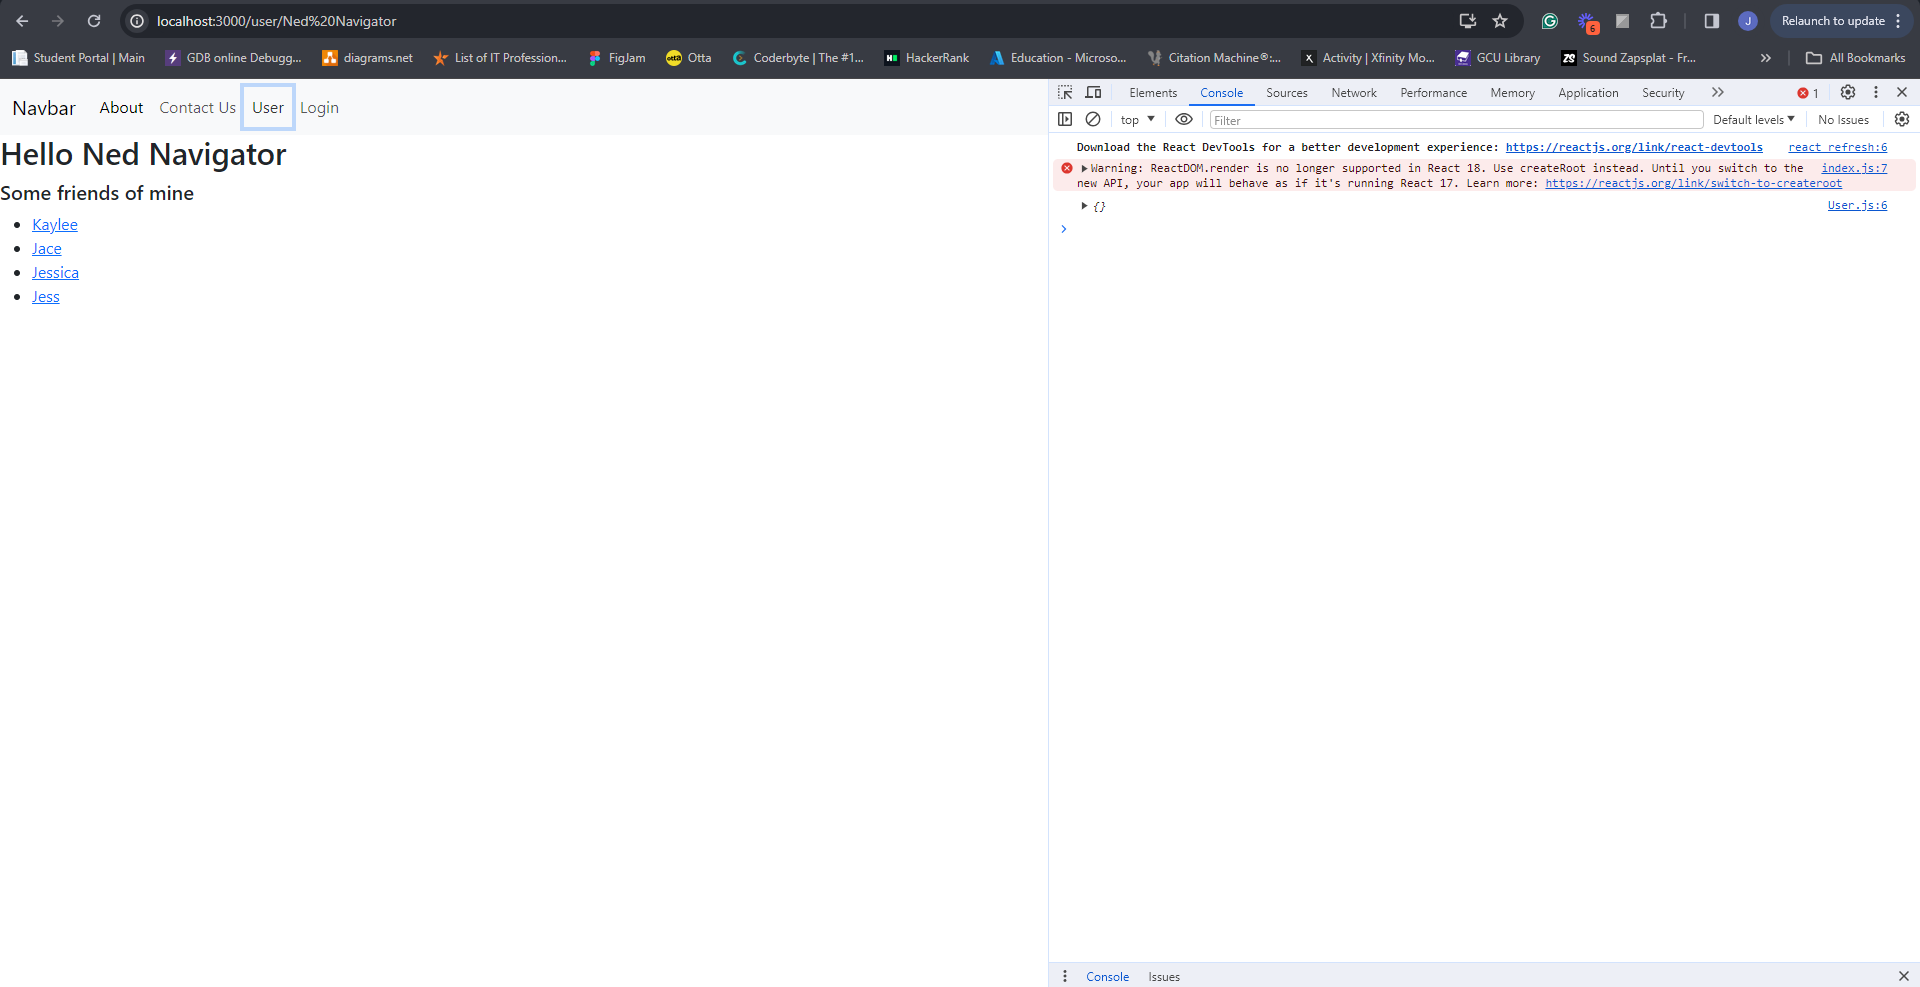 localhost:3000/user/Ned%20Navigator
6
J
Relaunch to update
Student Portal | Main
GDB online Debugg...
diagrams.net
List of IT Profession...
FigJam
Otta
Coderbyte | The #1...
HackerRank
Education - Microso...
Citation Machine®:...
Activity | Xfinity Mo...
GCU Library
Sound Zapsplat - Fr...
All Bookmarks
Navbar About Contact Us User Login
Hello Ned Navigator
Some friends of mine
Kaylee
Jace
Jessica
Jess
Elements Console Sources Network Performance Memory Application Security 1
top Filter Default levels No Issues
Download the React DevTools for a better development experience: https://reactjs.org/link/react-devtools react refresh:6
Warning: ReactDOM.render is no longer supported in React 18. Use createRoot instead. Until you switch to the index.js:7
new API, your app will behave as if it's running React 17. Learn more: https://reactjs.org/link/switch-to-createroot
{} User.js:6
Console Issues